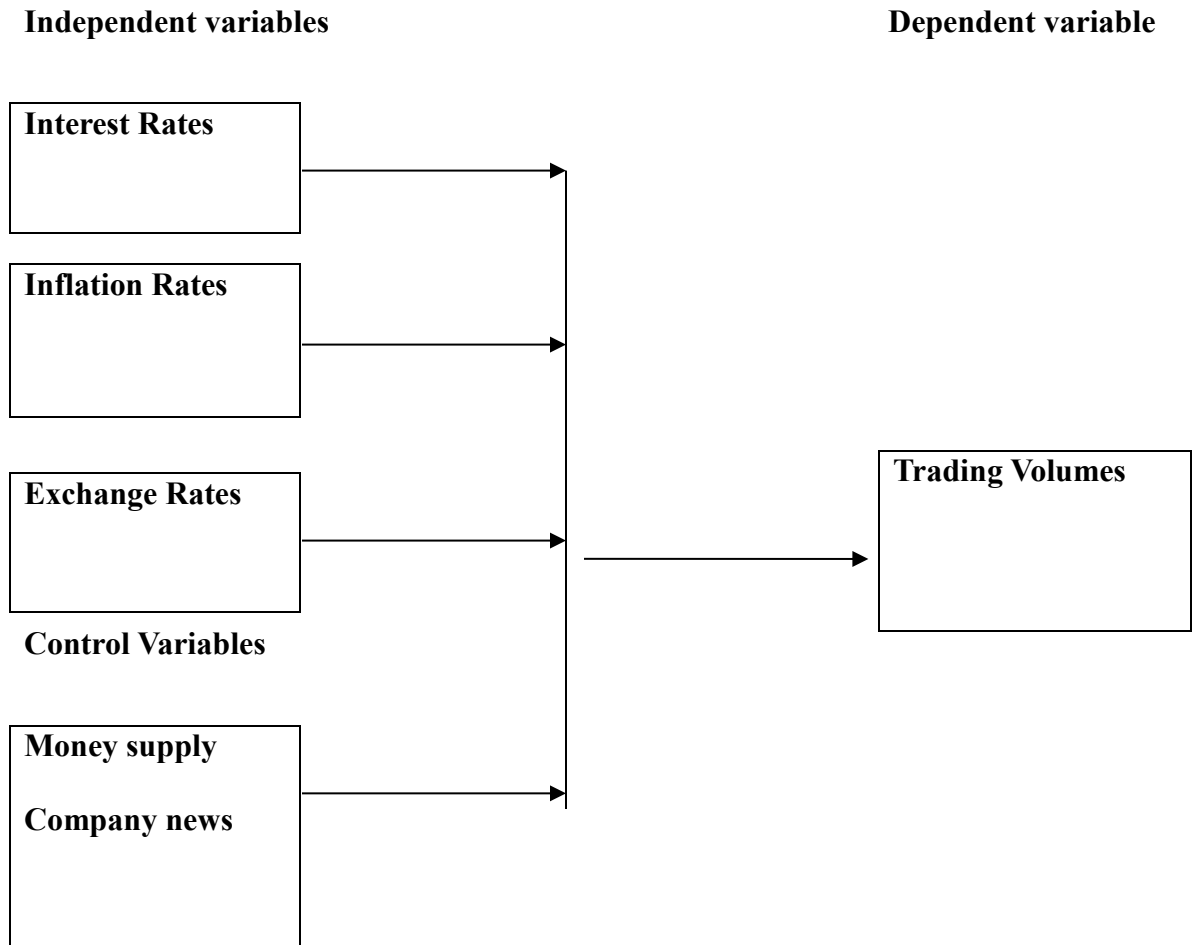 Independent variables
Dependent variable
Interest Rates
Inflation Rates
Exchange Rates
Trading Volumes
Control Variables
Money supply
Company news